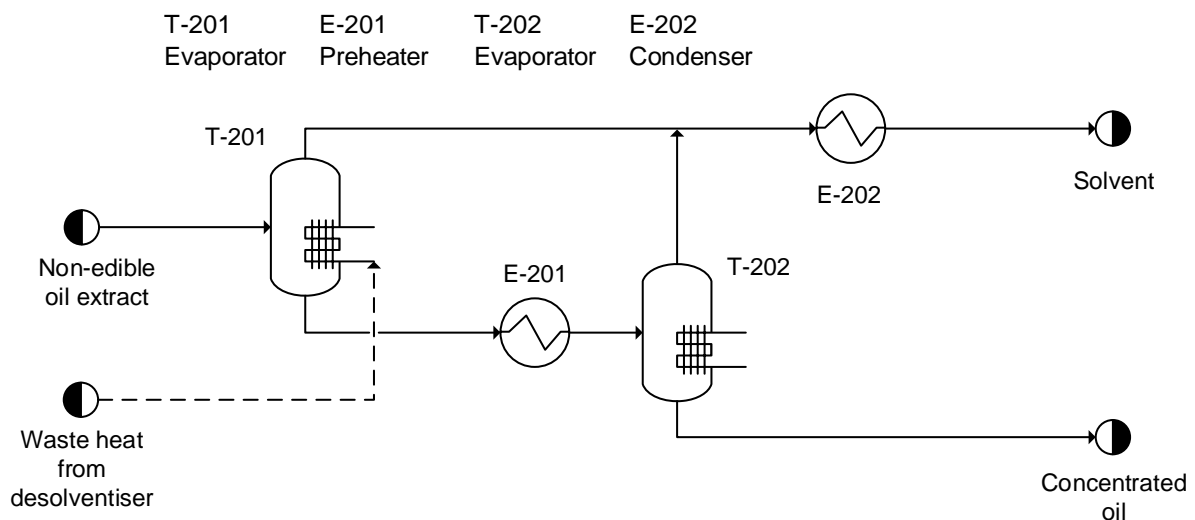 T-201 E-201 T-202 E-202
Evaporator Preheater Evaporator Condenser
T-201
E-202
Solvent
Non-edible
oil extract
E-201
T-202
Waste heat
from
desolventiser
Concentrated
oil